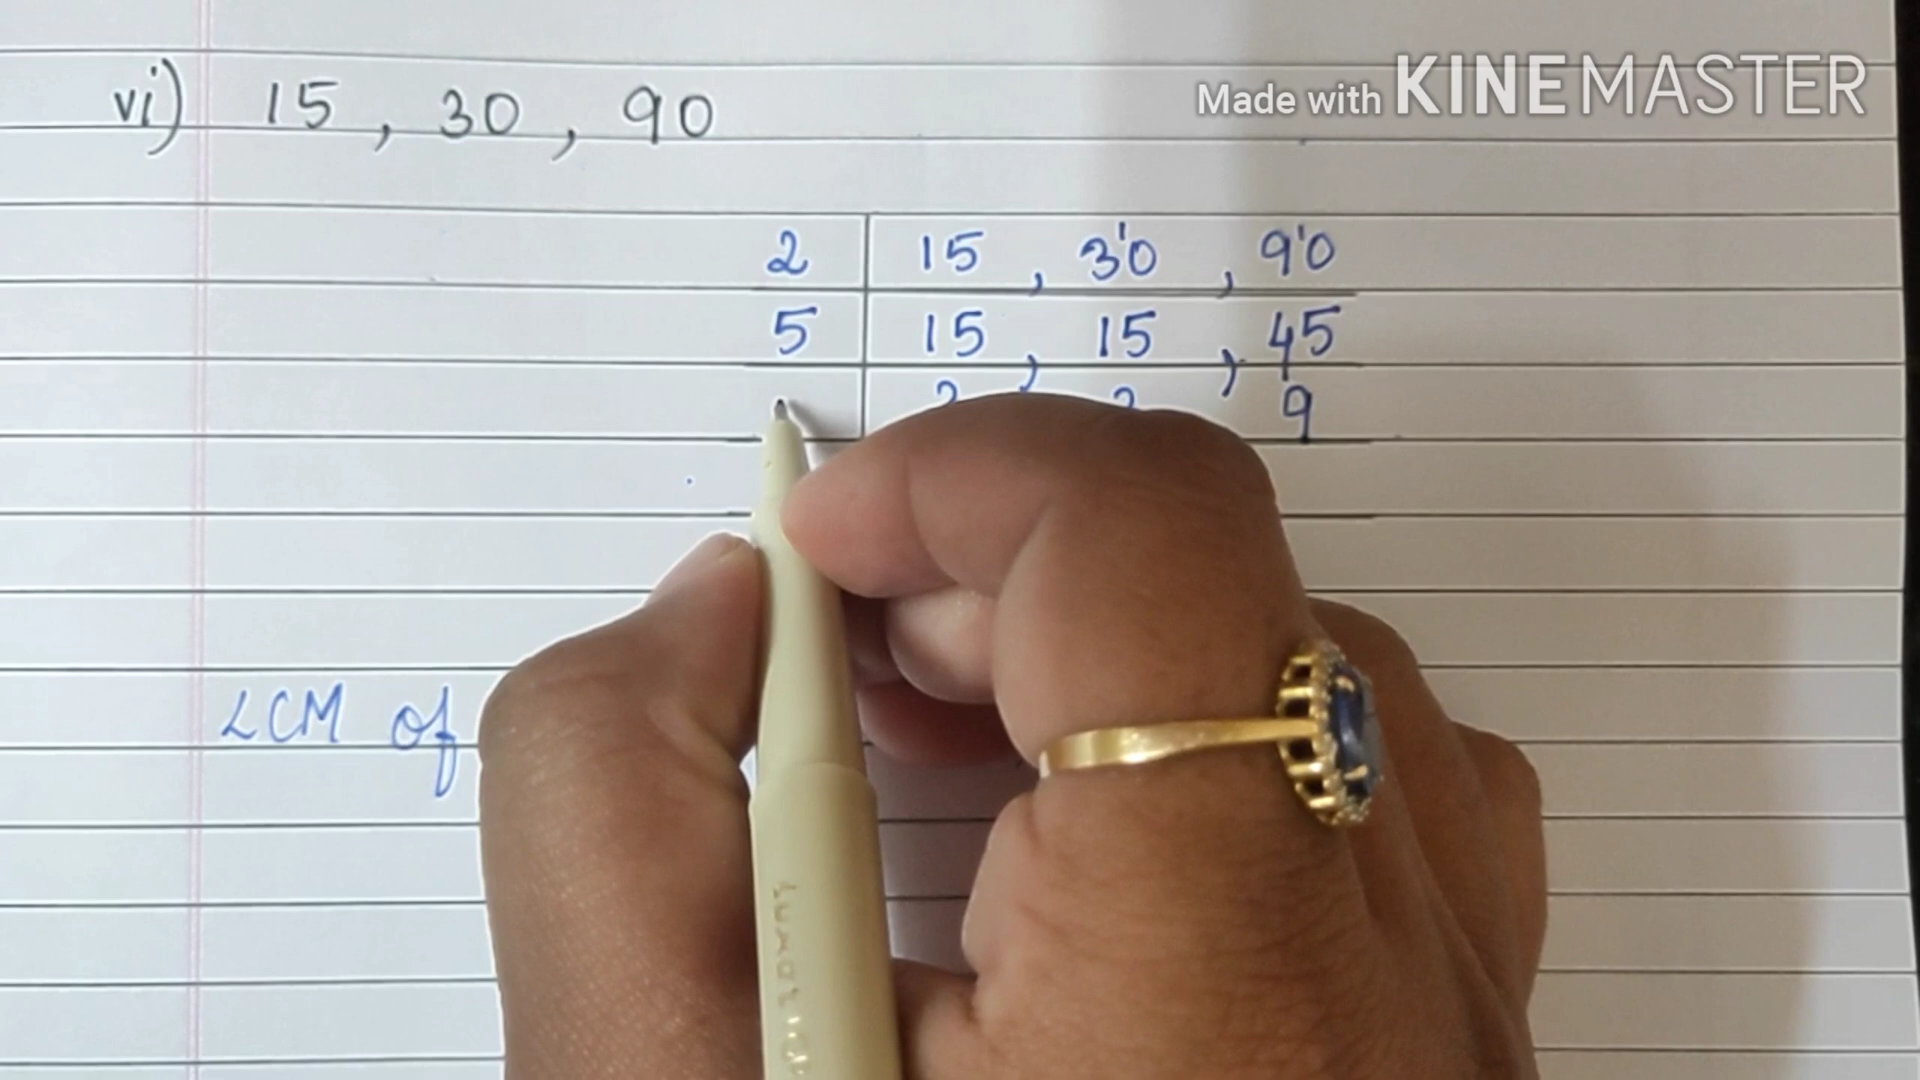 Made with KINEMASTER
vi) 15, 30, 90
2 15, 30, 90
5 15, 15, 45
9
LCM of